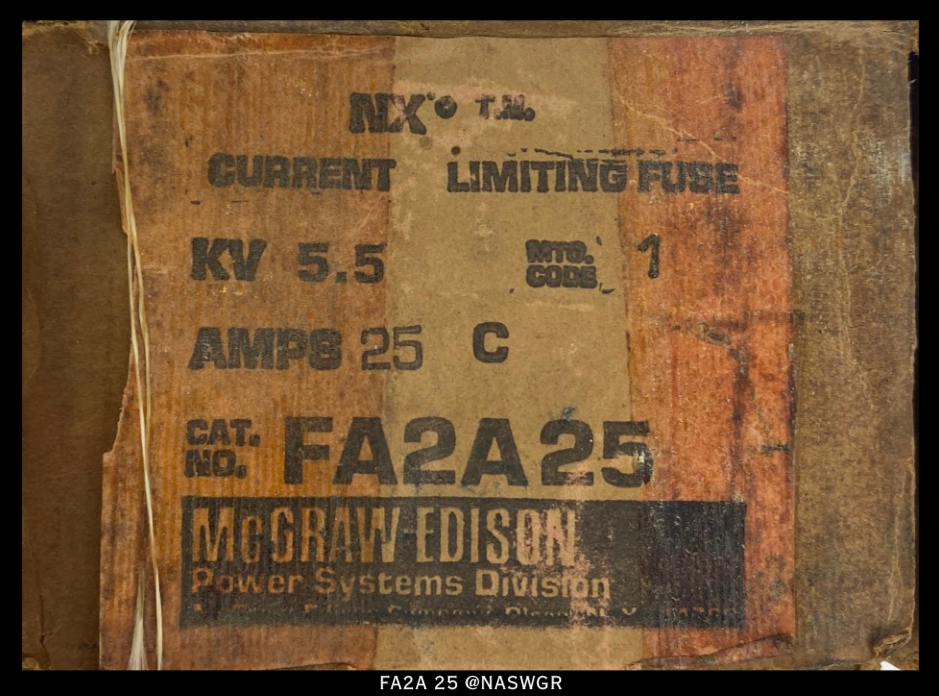 NX® T.M.
CURRENT LIMITING FUSE
KV 5.5 MTG. CODE 1
AMPS 25 C
CAT. NO. FA2A25
McGRAW-EDISON
Power Systems Division
FA2A 25 @NASWGR